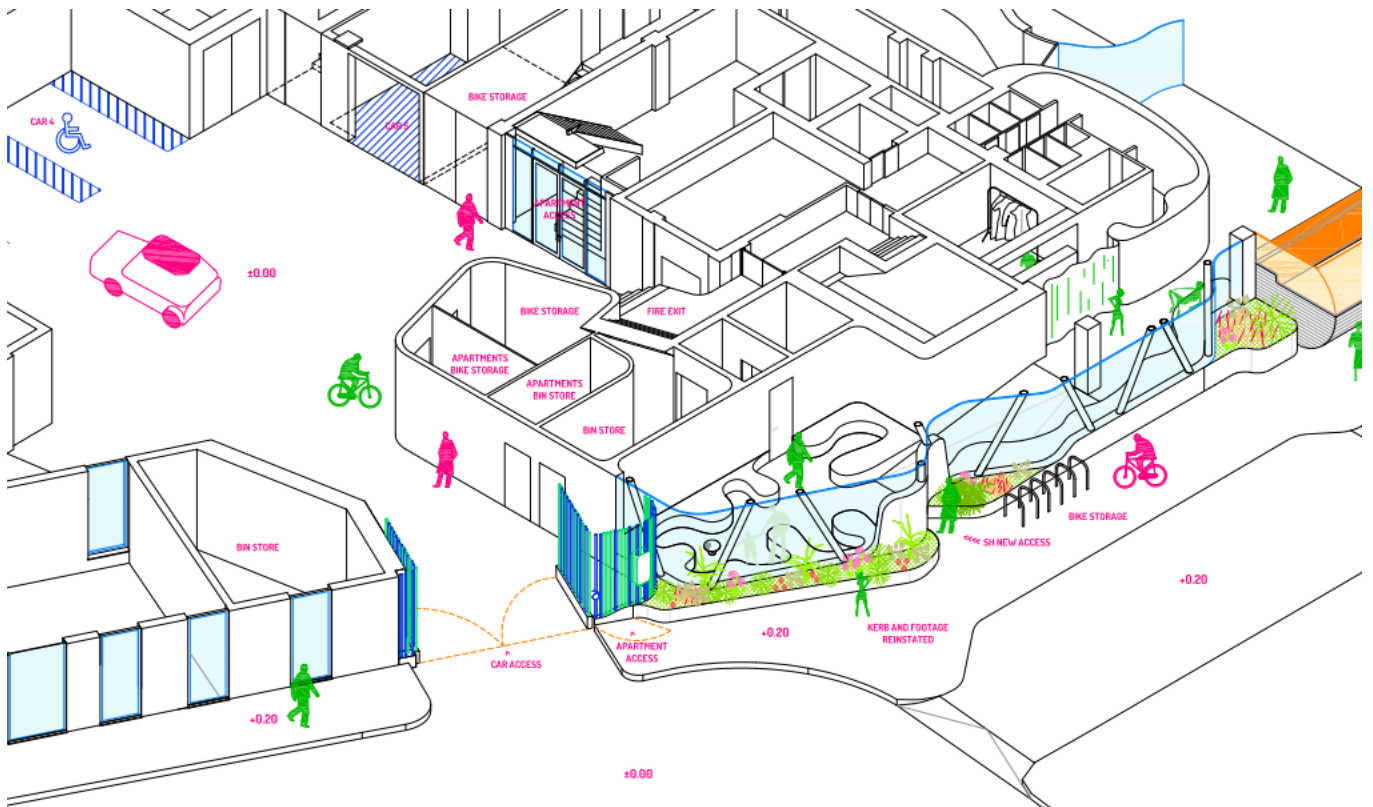 BIKE STORAGE
CAR 4
CAR 5
APARTMENT
ACCESS
±0.00
BIKE STORAGE
FIRE EXIT
APARTMENTS
BIKE STORAGE
APARTMENTS
BIN STORE
BIN STORE
BIN STORE
BIKE STORAGE
<<<< SH NEW ACCESS
+0.20
KERB AND FOOTAGE
REINSTATED
+0.20
APARTMENT
ACCESS
CAR ACCESS
+0.20
±0.00